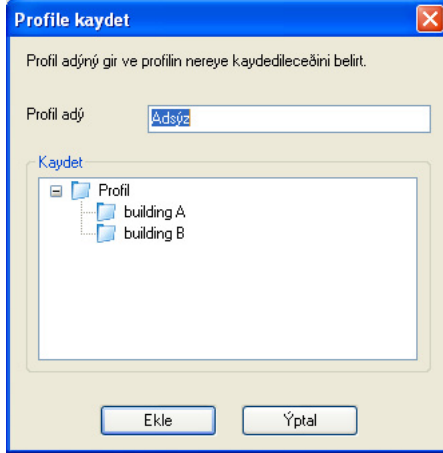 Profile kaydet
Profil adýný gir ve profilin nereye kaydedileceðini belirt.
Profil adý
Adsýz
Kaydet
Profil
building A
building B
Ekle
Ýptal